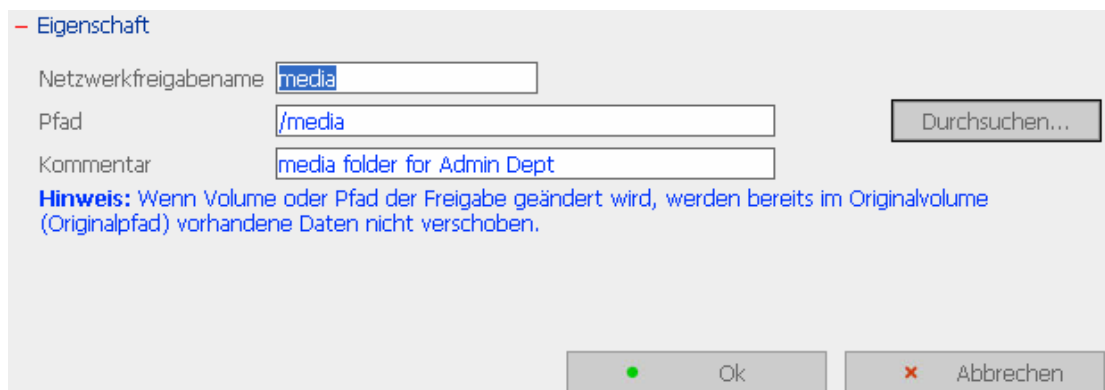 Eigenschaft
Netzwerkfreigabename media
Pfad /media Durchsuchen...
Kommentar media folder for Admin Dept
Hinweis: Wenn Volume oder Pfad der Freigabe geändert wird, werden bereits im Originalvolume
(Originalpfad) vorhandene Daten nicht verschoben.
Ok Abbrechen